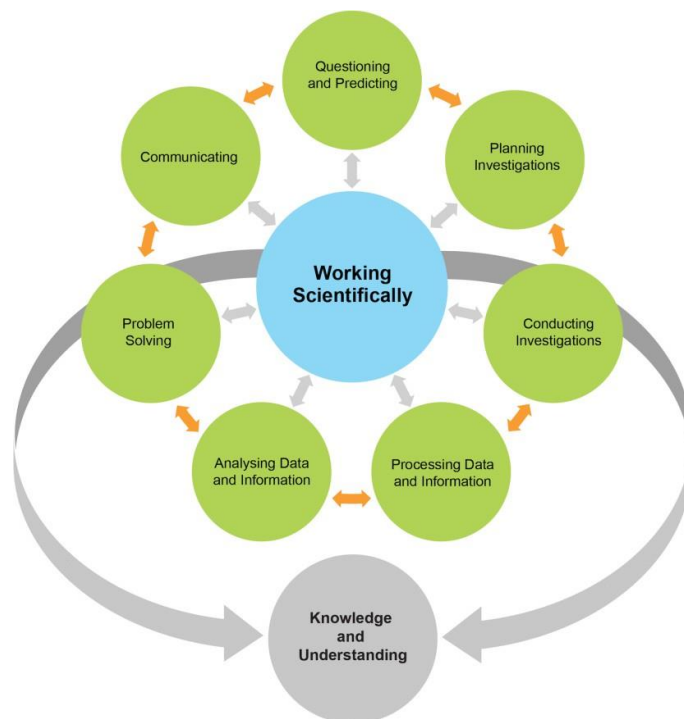 Questioning
and Predicting
Communicating
Planning
Investigations
Working
Scientifically
Problem
Solving
Conducting
Investigations
Analysing Data
and Information
Processing Data
and Information
Knowledge
and
Understanding